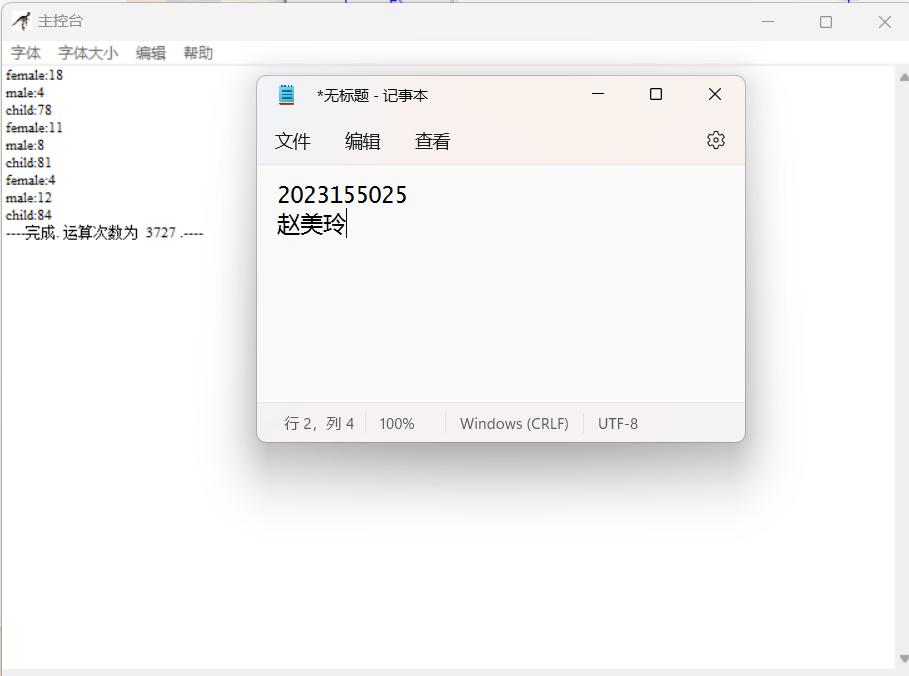 主控台
字体 字体大小 编辑 帮助
female:18
male:4
child:78
female:11
male:8
child:81
female:4
male:12
child:84
----完成. 运算次数为 3727 .----
*无标题 - 记事本
文件 编辑 查看
2023155025
赵美玲
行 2，列 4 100% Windows (CRLF) UTF-8